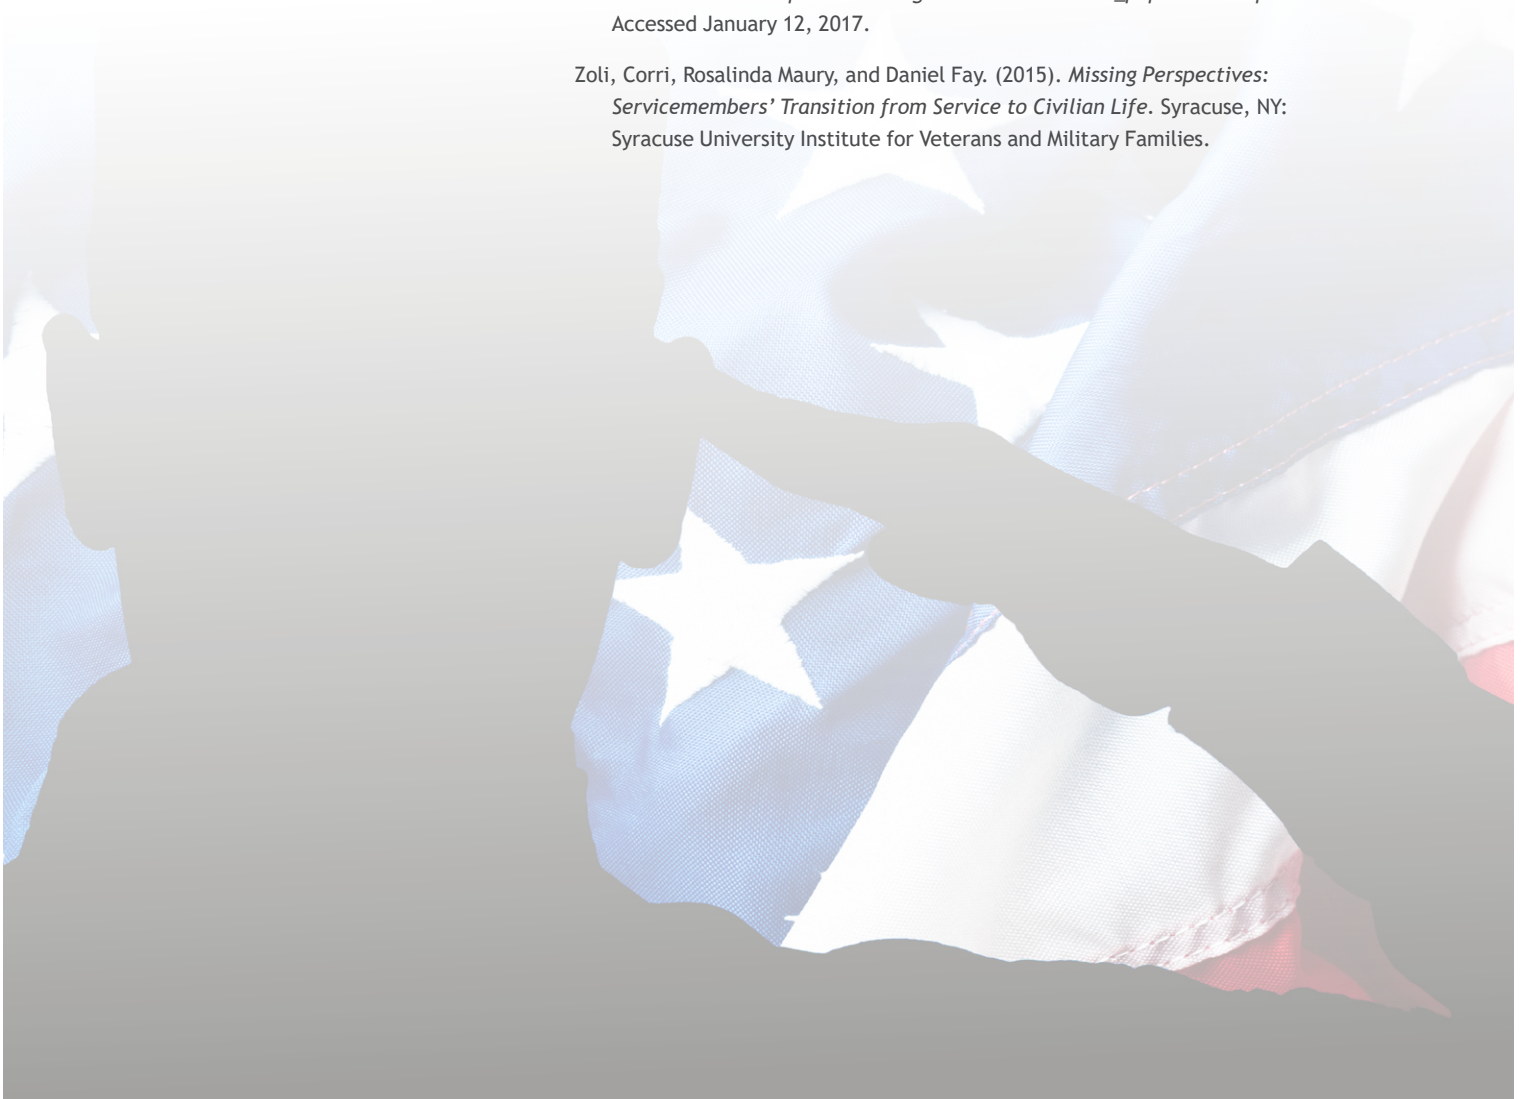 Accessed January 12, 2017.
Zoli, Corri, Rosalinda Maury, and Daniel Fay. (2015). Missing Perspectives:
Servicemembers’ Transition from Service to Civilian Life. Syracuse, NY:
Syracuse University Institute for Veterans and Military Families.